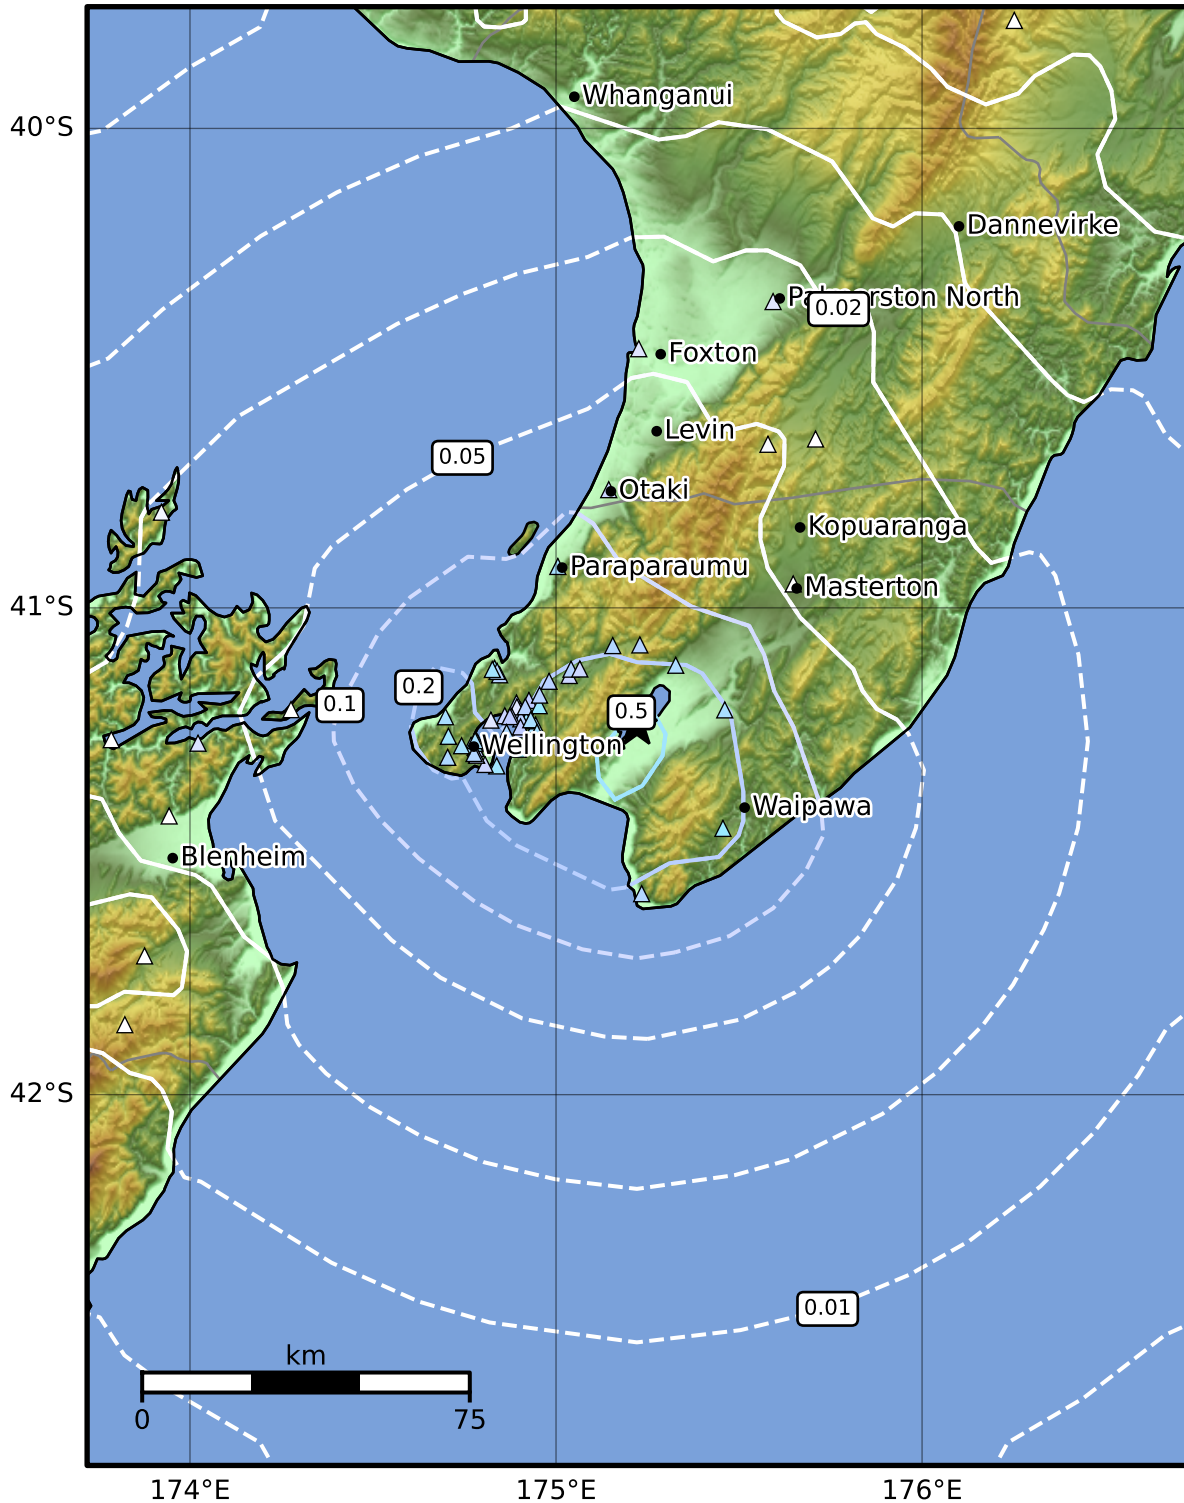 Whanganui
40°S
Dannevirke
Palmerston North
0.02
Foxton
Levin
0.05
Otaki
Kopuaranga
Paraparaumu
Masterton
41°S
0.2
0.1
0.5
Wellington
Waipawa
Blenheim
42°S
0.01
km
0
75
174°E
175°E
176°E